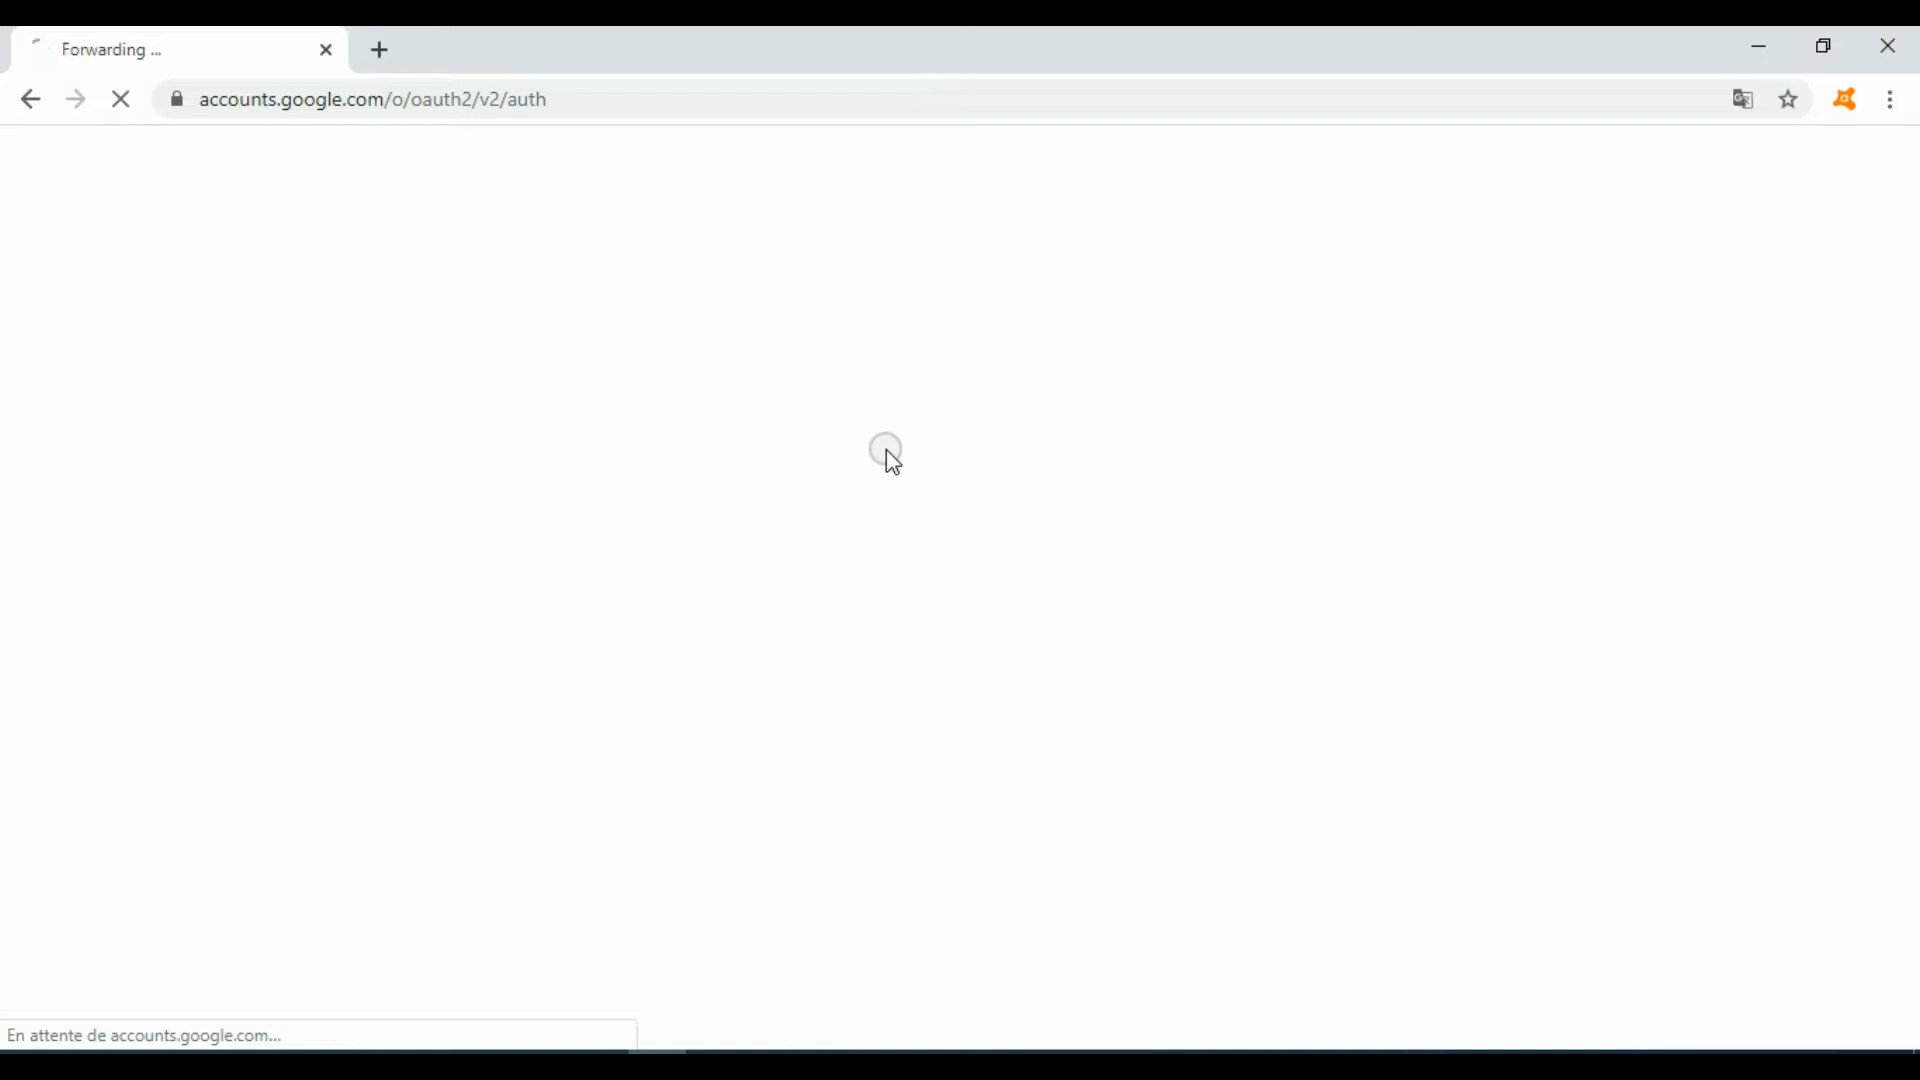 Forwarding ...
accounts.google.com/o/oauth2/v2/auth
En attente de accounts.google.com...